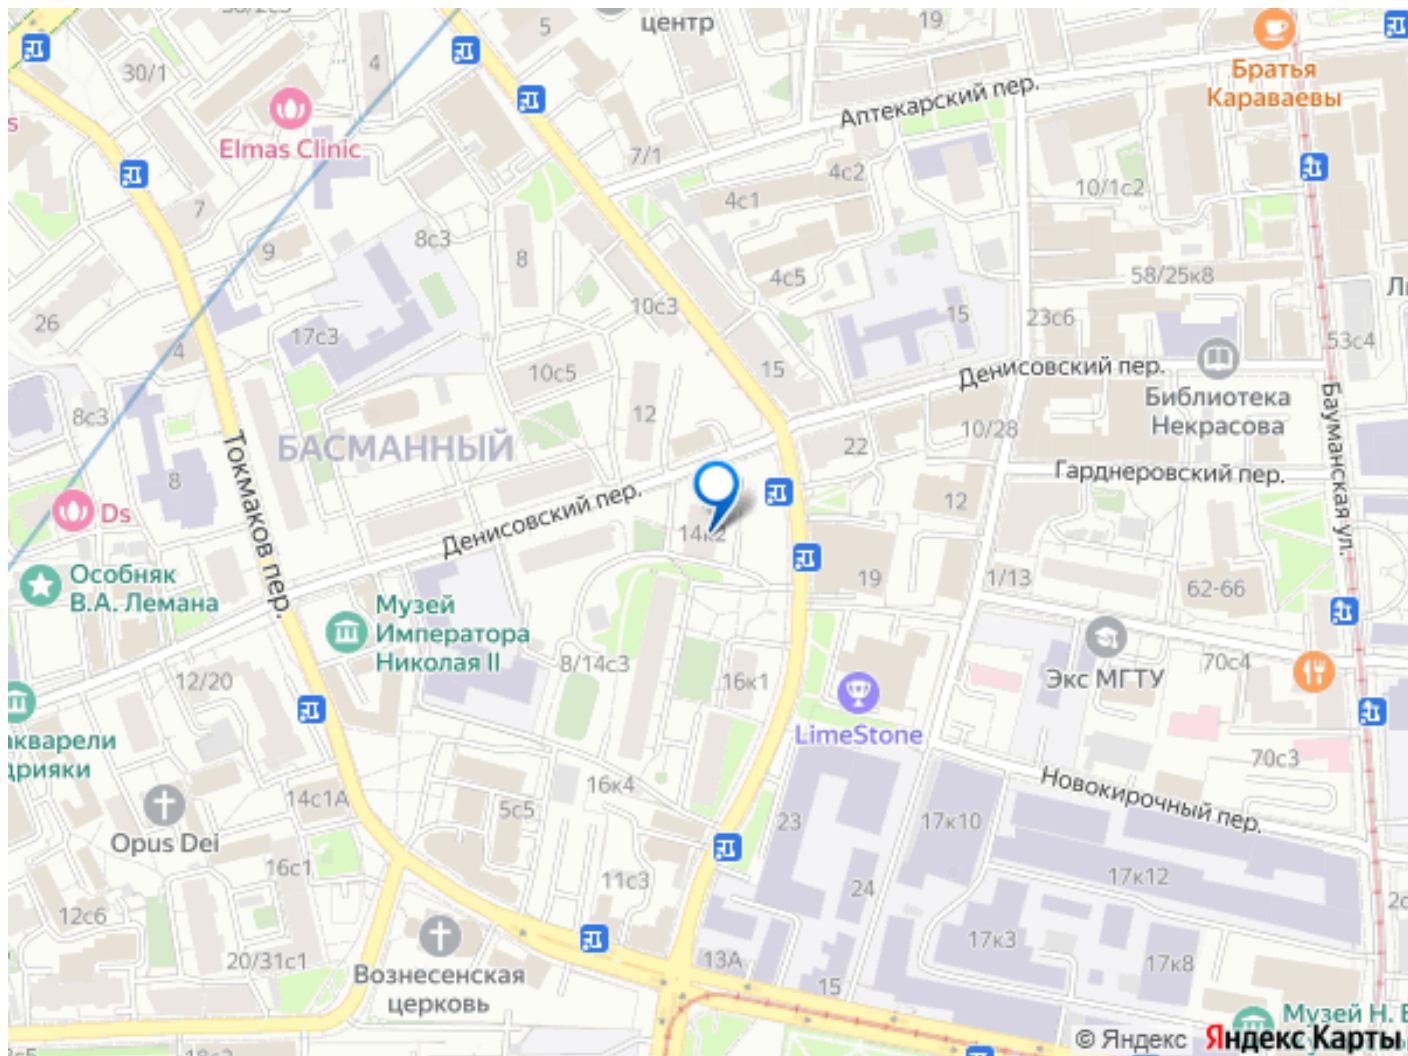 центр
5
19
4
30/1
Братья
Караваевы
Elmas Clinic
Аптекарский пер.
7/1
4с2
10/1с2
4с1
7
8с3
9
8
4с5
58/25к8
26
17с3
10с3
15
23с6
53с4
4
15
10с5
Денисовский пер.
8с3
12
Библиотека
Некрасова
Бауманская ул.
10/28
22
БАСМАННЫЙ
Токмаков пер.
Гарднеровский пер.
8
12
Ds
Денисовский пер.
14к2
Особняк
В.А. Лемана
19
1/13
62-66
Музей
Императора
Николая II
8/14с3
12/20
16к1
Экс МГТУ
70с4
LimeStone
акварели
дрияки
70с3
Новокирочный пер.
16к4
14с1А
5с5
23
17к10
Opus Dei
16с1
11с3
24
17к12
12с6
17к3
20/31с1
13А
17к8
Вознесенская
церковь
15
Музей Н.
© Яндекс Яндекс Карты